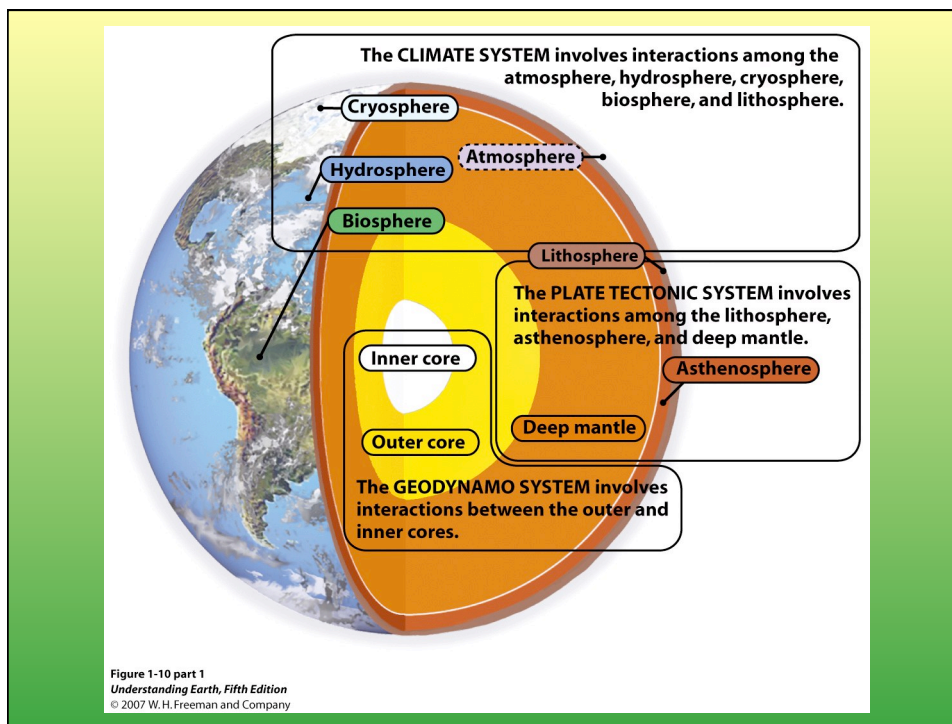 The CLIMATE SYSTEM involves interactions among the
atmosphere, hydrosphere, cryosphere,
biosphere, and lithosphere.
Cryosphere
Atmosphere
Hydrosphere
Biosphere
Lithosphere
The PLATE TECTONIC SYSTEM involves
interactions among the lithosphere,
asthenosphere, and deep mantle.
Inner core
Asthenosphere
Deep mantle
Outer core
The GEODYNAMO SYSTEM involves
interactions between the outer and
inner cores.
Figure 1-10 part 1
Understanding Earth, Fifth Edition
© 2007 W. H. Freeman and Company